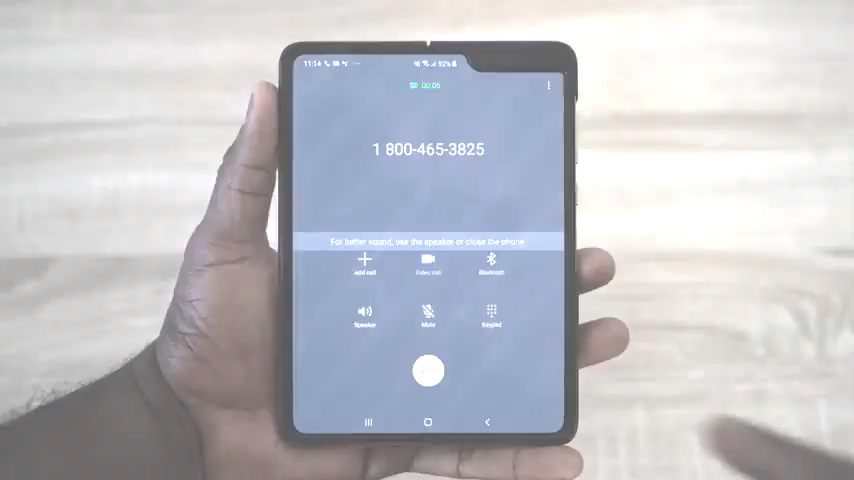 11:14 92%
00:06
1 800-465-3825
For better sound, use the speaker or close the phone.
Add call Video call Bluetooth
Speaker Mute Keypad